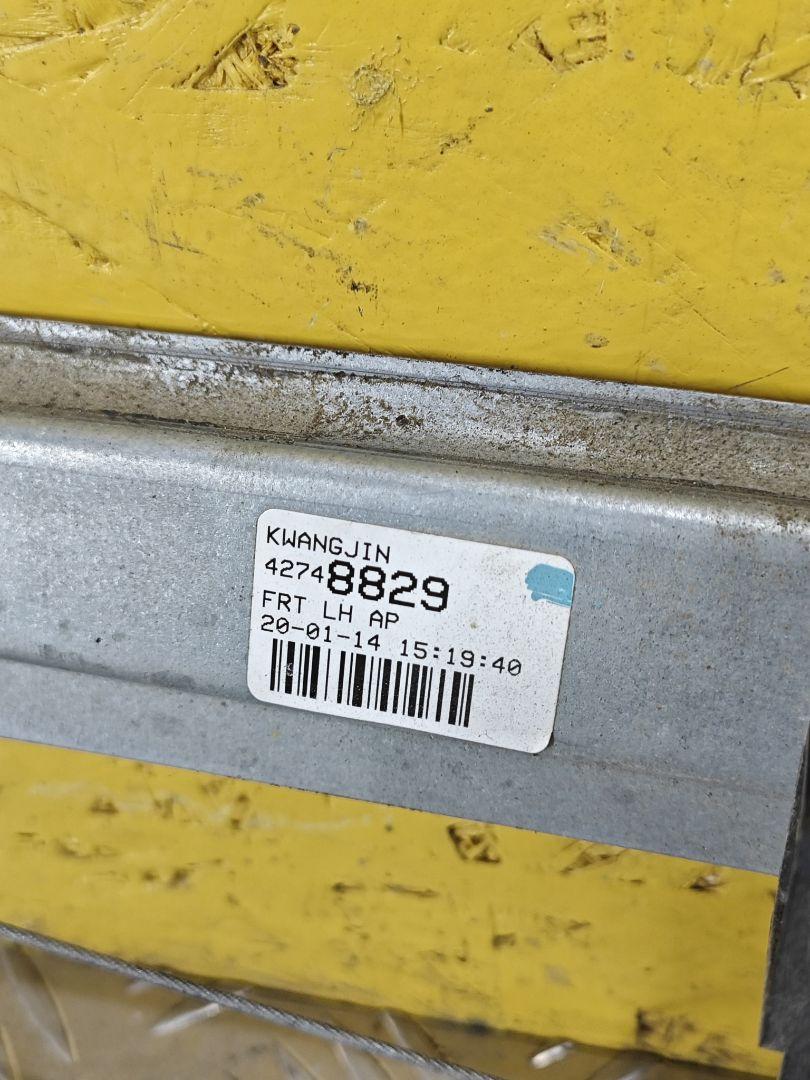 KWANGJIN
42748829
FRT LH AP
20-01-14 15:19:40